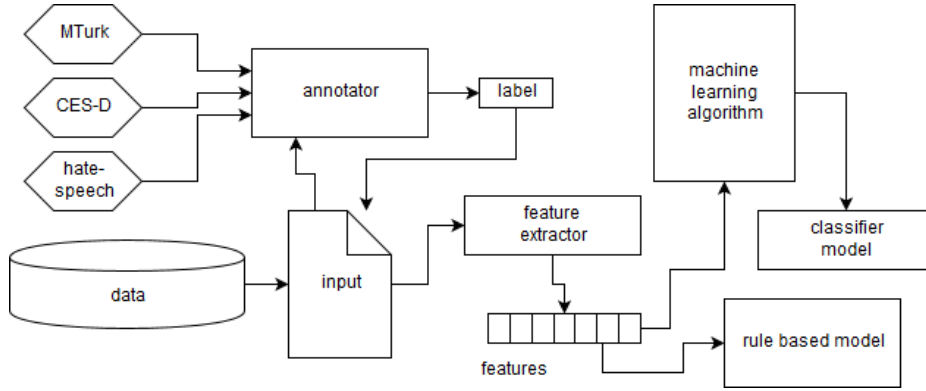 MTurk
annotator
label
machine
learning
algorithm
CES-D
hate-
speech
feature
extractor
classifier
model
data
input
rule based model
features